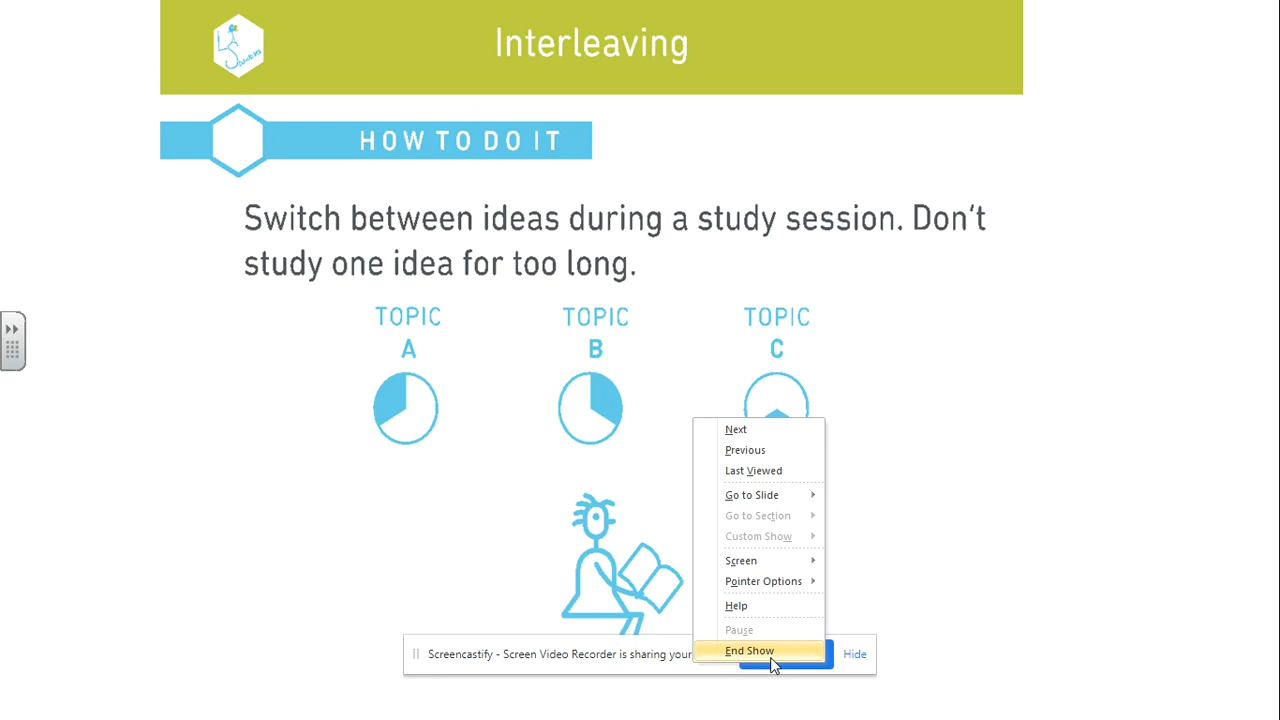 Interleaving
HOW TO DO IT
Switch between ideas during a study session. Don't
study one idea for too long.
TOPIC
A
TOPIC
B
TOPIC
C
Next
Previous
Last Viewed
Go to Slide
Go to Section
Custom Show
Screen
Pointer Options
Help
Pause
End Show
Screencastify - Screen Video Recorder is sharing your
Hide